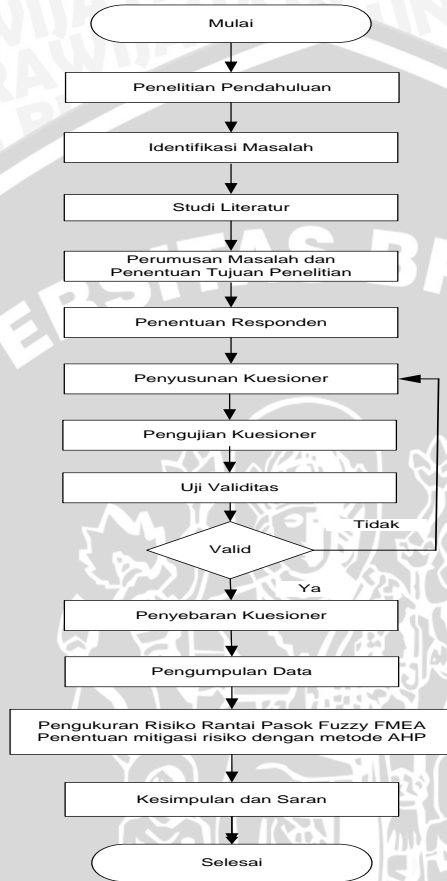 Mulai
Penelitian Pendahuluan
Identifikasi Masalah
Studi Literatur
Perumusan Masalah dan
Penentuan Tujuan Penelitian
Penentuan Responden
Penyusunan Kuesioner
Pengujian Kuesioner
Uji Validitas
Tidak
Valid
Ya
Penyebaran Kuesioner
Pengumpulan Data
Pengukuran Risiko Rantai Pasok Fuzzy FMEA
Penentuan mitigasi risiko dengan metode AHP
Kesimpulan dan Saran
Selesai